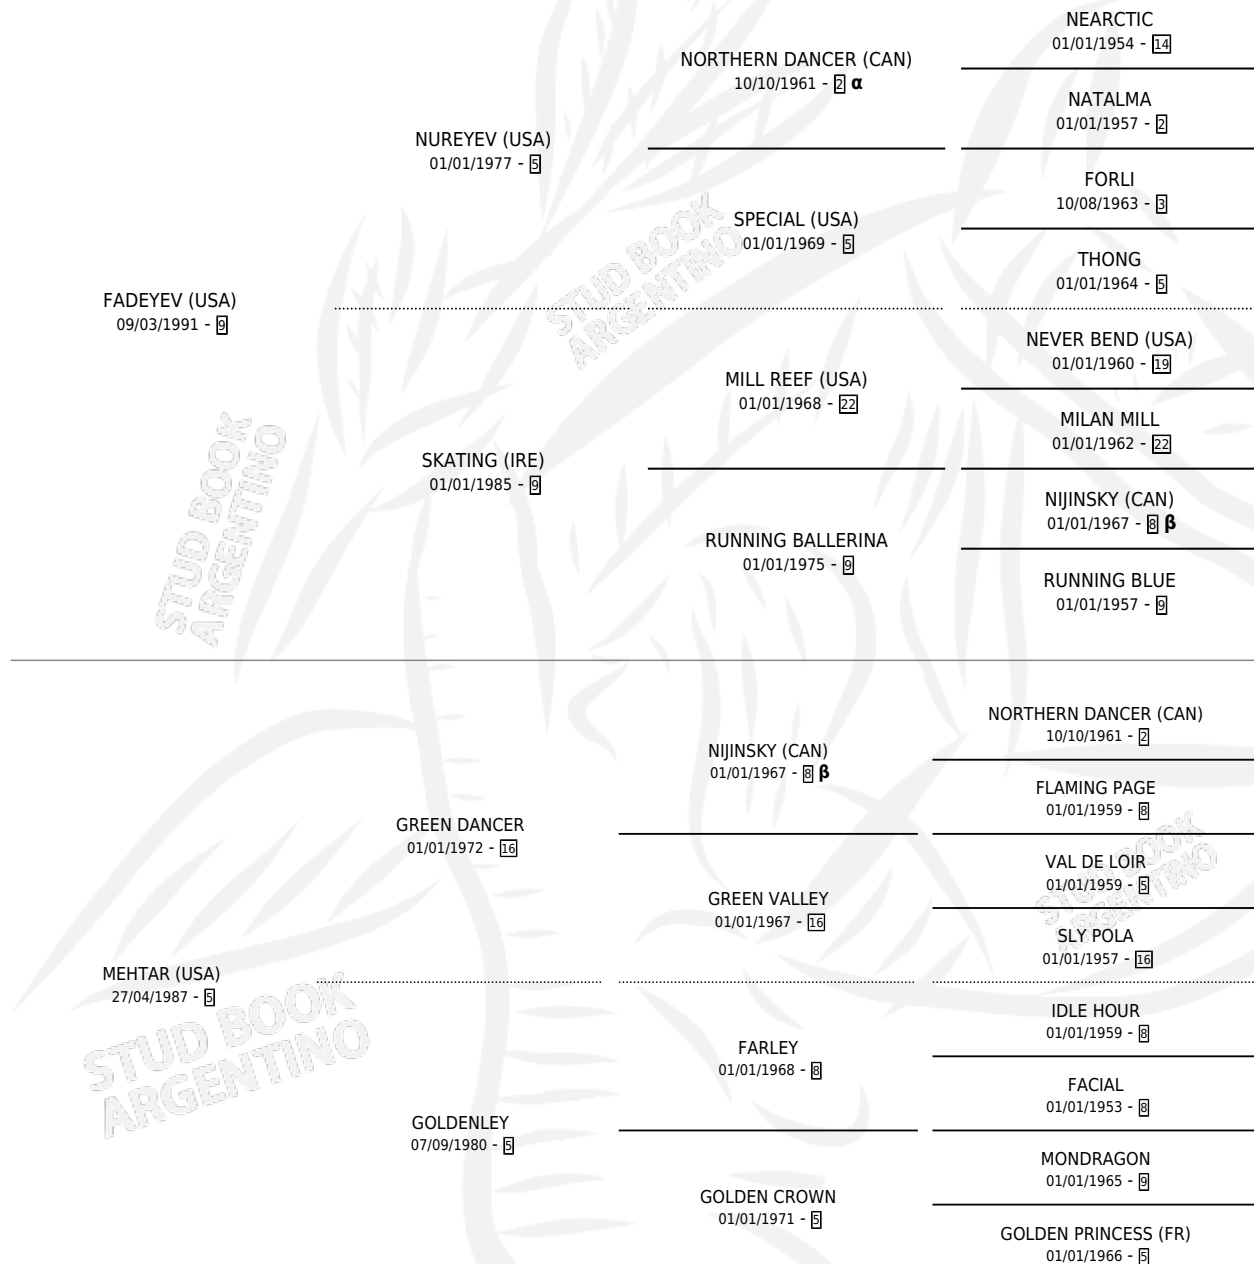 NEARCTIC
01/01/1954 - 14
NORTHERN DANCER (CAN)
10/10/1961 - 2 α
NATALMA
01/01/1957 - 2
NUREYEV (USA)
01/01/1977 - 5
FORLI
10/08/1963 - 3
SPECIAL (USA)
01/01/1969 - 5
THONG
01/01/1964 - 5
FADEYEV (USA)
09/03/1991 - 9
NEVER BEND (USA)
01/01/1960 - 19
MILL REEF (USA)
01/01/1968 - 22
MILAN MILL
01/01/1962 - 22
SKATING (IRE)
01/01/1985 - 9
NIJINSKY (CAN)
01/01/1967 - 8 β
RUNNING BALLERINA
01/01/1975 - 9
RUNNING BLUE
01/01/1957 - 9
NORTHERN DANCER (CAN)
10/10/1961 - 2
NIJINSKY (CAN)
01/01/1967 - 8 β
FLAMING PAGE
01/01/1959 - 8
GREEN DANCER
01/01/1972 - 16
VAL DE LOIR
01/01/1959 - 5
GREEN VALLEY
01/01/1967 - 16
SLY POLA
01/01/1957 - 16
MEHTAR (USA)
27/04/1987 - 5
IDLE HOUR
01/01/1959 - 8
FARLEY
01/01/1968 - 8
FACIAL
01/01/1953 - 8
GOLDENLEY
07/09/1980 - 5
MONDRAGON
01/01/1965 - 9
GOLDEN CROWN
01/01/1971 - 5
GOLDEN PRINCESS (FR)
01/01/1966 - 5
STUD BOOK
ARGENTINO
STUD BOOK
ARGENTINO
STUD BOOK
ARGENTINO
STUD BOOK
ARGENTINO